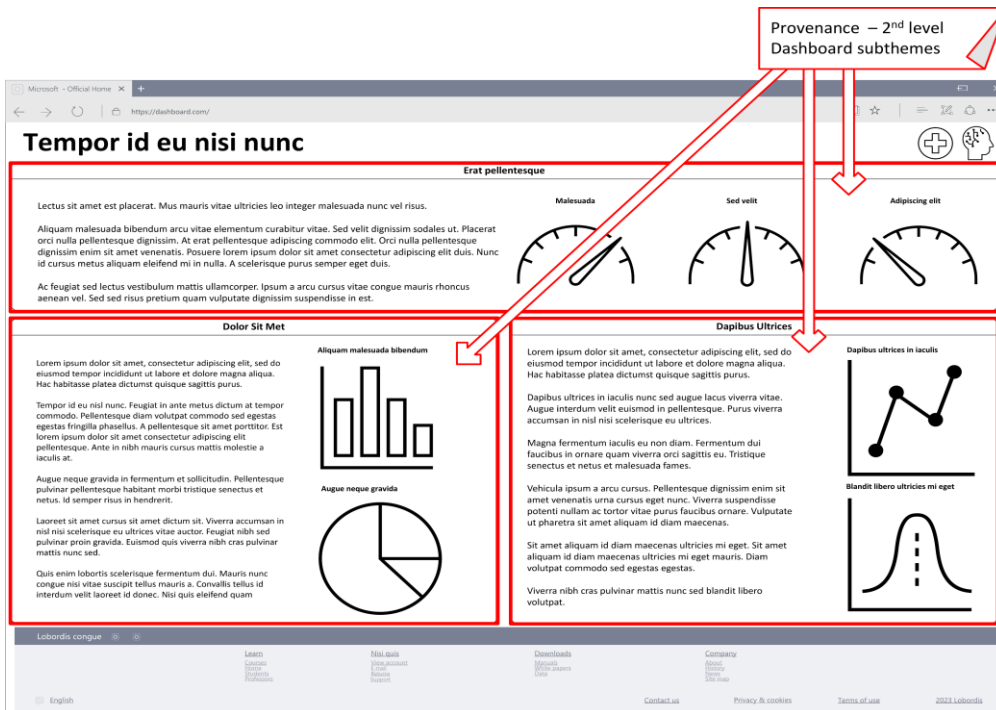 Provenance – 2nd level
Dashboard subthemes
Microsoft - Official Home
https://dashboard.com/
Tempor id eu nisi nunc
Erat pellentesque
Lectus sit amet est placerat. Mus mauris vitae ultricies leo integer malesuada nunc vel risus.
Aliquam malesuada bibendum arcu vitae elementum curabitur vitae. Sed velit dignissim sodales ut. Placerat
orci nulla pellentesque dignissim. At erat pellentesque adipiscing commodo elit. Orci nulla pellentesque
dignissim enim sit amet venenatis. Posuere lorem ipsum dolor sit amet consectetur adipiscing elit duis. Nunc
id cursus metus aliquam eleifend mi in nulla. A scelerisque purus semper eget duis.
Ac feugiat sed lectus vestibulum mattis ullamcorper. Ipsum a arcu cursus vitae congue mauris rhoncus
aenean vel. Sed sed risus pretium quam vulputate dignissim suspendisse in est.
Malesuada
Sed velit
Adipiscing elit
Dolor Sit Met
Lorem ipsum dolor sit amet, consectetur adipiscing elit, sed do
eiusmod tempor incididunt ut labore et dolore magna aliqua.
Hac habitasse platea dictumst quisque sagittis purus.
Tempor id eu nisl nunc. Feugiat in ante metus dictum at tempor
commodo. Pellentesque diam volutpat commodo sed egestas
egestas fringilla phasellus. A pellentesque sit amet porttitor. Est
lorem ipsum dolor sit amet consectetur adipiscing elit
pellentesque. Ante in nibh mauris cursus mattis molestie a
iaculis at.
Augue neque gravida in fermentum et sollicitudin. Pellentesque
pulvinar pellentesque habitant morbi tristique senectus et
netus. Id semper risus in hendrerit.
Laoreet sit amet cursus sit amet dictum sit. Viverra accumsan in
nisl nisi scelerisque eu ultrices vitae auctor. Feugiat nibh sed
pulvinar proin gravida. Euismod quis viverra nibh cras pulvinar
mattis nunc sed.
Quis enim lobortis scelerisque fermentum dui. Mauris nunc
congue nisi vitae suscipit tellus mauris a. Convallis tellus id
interdum velit laoreet id donec. Nisi quis eleifend quam
Aliquam malesuada bibendum
Augue neque gravida
Dapibus Ultrices
Lorem ipsum dolor sit amet, consectetur adipiscing elit, sed do
eiusmod tempor incididunt ut labore et dolore magna aliqua.
Hac habitasse platea dictumst quisque sagittis purus.
Dapibus ultrices in iaculis nunc sed augue lacus viverra vitae.
Augue interdum velit euismod in pellentesque. Purus viverra
accumsan in nisl nisi scelerisque eu ultrices.
Magna fermentum iaculis eu non diam. Fermentum dui
faucibus in ornare quam viverra orci sagittis eu. Tristique
senectus et netus et malesuada fames.
Vehicula ipsum a arcu cursus. Pellentesque dignissim enim sit
amet venenatis urna cursus eget nunc. Viverra suspendisse
potenti nullam ac tortor vitae purus faucibus ornare. Vulputate
ut pharetra sit amet aliquam id diam maecenas.
Sit amet aliquam id diam maecenas ultricies mi eget. Sit amet
aliquam id diam maecenas ultricies mi eget mauris. Diam
volutpat commodo sed egestas egestas.
Viverra nibh cras pulvinar mattis nunc sed blandit libero
volutpat.
Dapibus ultrices in iaculis
Blandit libero ultricies mi eget
Lobordis congue
Learn
Courses
Home
Students
Professors
Nisi quis
View account
E-mail
Support
Downloads
Manuals
White papers
Data
Company
About
History
News
Site map
English
Contact us
Privacy & cookies
Terms of use
2023 Lobordis